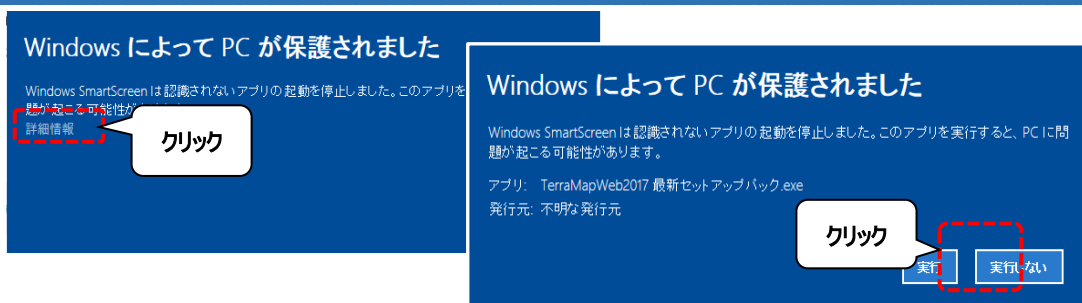 Windows によって PC が保護されました
Windows SmartScreen は認識されないアプリの起動を停止しました。このアプリを
題が起こる可能性が
詳細情報
クリック
Windows によって PC が保護されました
Windows SmartScreen は認識されないアプリの起動を停止しました。このアプリを実行すると、PC に問
題が起こる可能性があります。
アプリ: TerraMapWeb2017 最新セットアップパック.exe
発行元: 不明な発行元
クリック
実行 実行しない